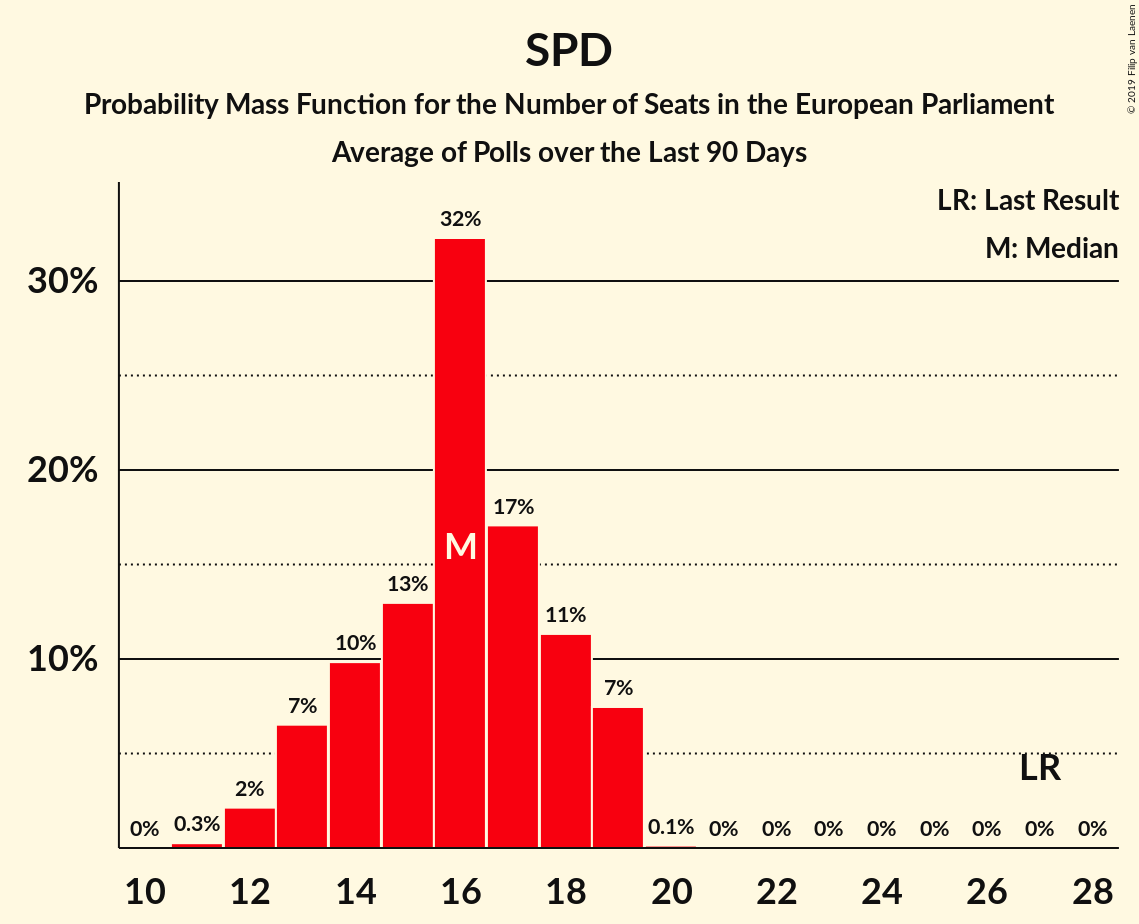 SPD
Probability Mass Function for the Number of Seats in the European Parliament
Average of Polls over the Last 90 Days
© 2019 Filip van Laenen
LR: Last Result
M: Median
32%
30%
20%
17%
M
13%
11%
10%
10%
7%
7%
LR
2%
0%
0.3%
0.1%
0%
0%
0%
0%
0%
0%
0%
0%
10 12 14 16 18 20 22 24 26 28